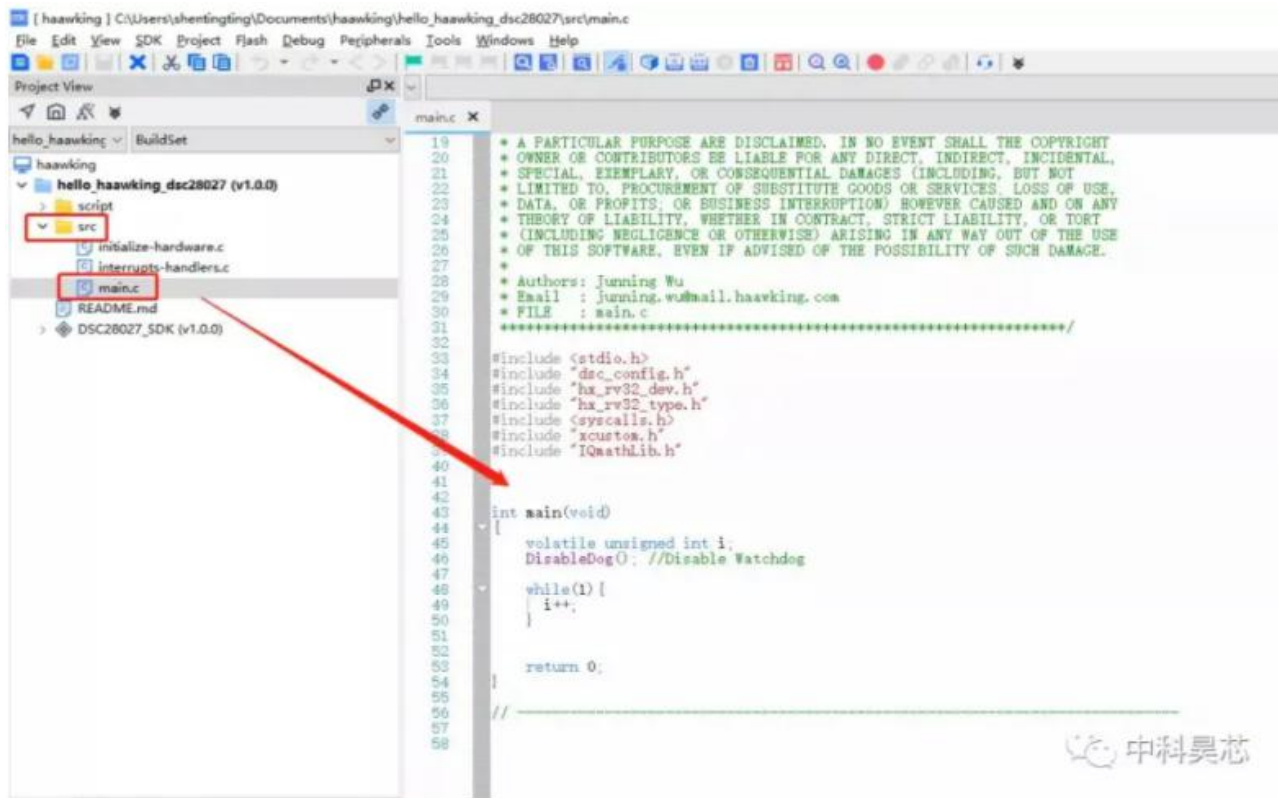 [ haawking ] C:\Users\shentingting\Documents\haawking\hello_haawking_dsc28027\src\main.c
File Edit View SDK Project Flash Debug Peripherals Tools Windows Help
Project View
hello_haawking BuildSet
haawking
hello_haawking_dsc28027 (v1.0.0)
script
src
initialize-hardware.c
interrupts-handlers.c
main.c
README.md
DSC28027_SDK (v1.0.0)
main.c
19 * A PARTICULAR PURPOSE ARE DISCLAIMED. IN NO EVENT SHALL THE COPYRIGHT
20 * OWNER OR CONTRIBUTORS BE LIABLE FOR ANY DIRECT, INDIRECT, INCIDENTAL,
21 * SPECIAL, EXEMPLARY, OR CONSEQUENTIAL DAMAGES (INCLUDING, BUT NOT
22 * LIMITED TO, PROCUREMENT OF SUBSTITUTE GOODS OR SERVICES, LOSS OF USE,
23 * DATA, OR PROFITS; OR BUSINESS INTERRUPTION) HOWEVER CAUSED AND ON ANY
24 * THEORY OF LIABILITY, WHETHER IN CONTRACT, STRICT LIABILITY, OR TORT
25 * (INCLUDING NEGLIGENCE OR OTHERWISE) ARISING IN ANY WAY OUT OF THE USE
26 * OF THIS SOFTWARE, EVEN IF ADVISED OF THE POSSIBILITY OF SUCH DAMAGE.
27 *
28 * Authors: Junning Wu
29 * Email : junning.wu@mail.haawking.com
30 * FILE : main.c
31 *****************************************************************/
32
33 #include <stdio.h>
34 #include "dsc_config.h"
35 #include "hx_rv32_dev.h"
36 #include "hx_rv32_type.h"
37 #include <syscalls.h>
38 #include "xcustom.h"
39 #include "IQmathLib.h"
40
41
42
43 int main(void)
44 {
45 volatile unsigned int i;
46 DisableDog(); //Disable Watchdog
47
48 while(1){
49 i++;
50 }
51
52
53 return 0;
54 }
55
56 // --------------------------------------------------------------------------------
57
58
中科昊芯